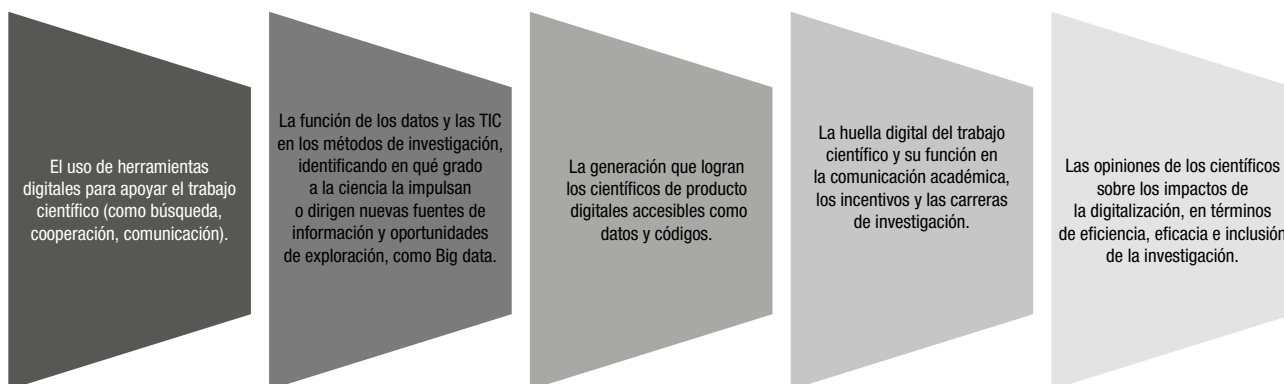 El uso de herramientas
digitales para apoyar el trabajo
científico (como búsqueda,
cooperación, comunicación).
La función de los datos y las TIC
en los métodos de investigación,
identificando en qué grado
a la ciencia la impulsan
o dirigen nuevas fuentes de
información y oportunidades
de exploración, como Big data.
La generación que logran
los científicos de producto
digitales accesibles como
datos y códigos.
La huella digital del trabajo
científico y su función en
la comunicación académica,
los incentivos y las carreras
de investigación.
Las opiniones de los científicos
sobre los impactos de
la digitalización, en términos
de eficiencia, eficacia e inclusión
de la investigación.